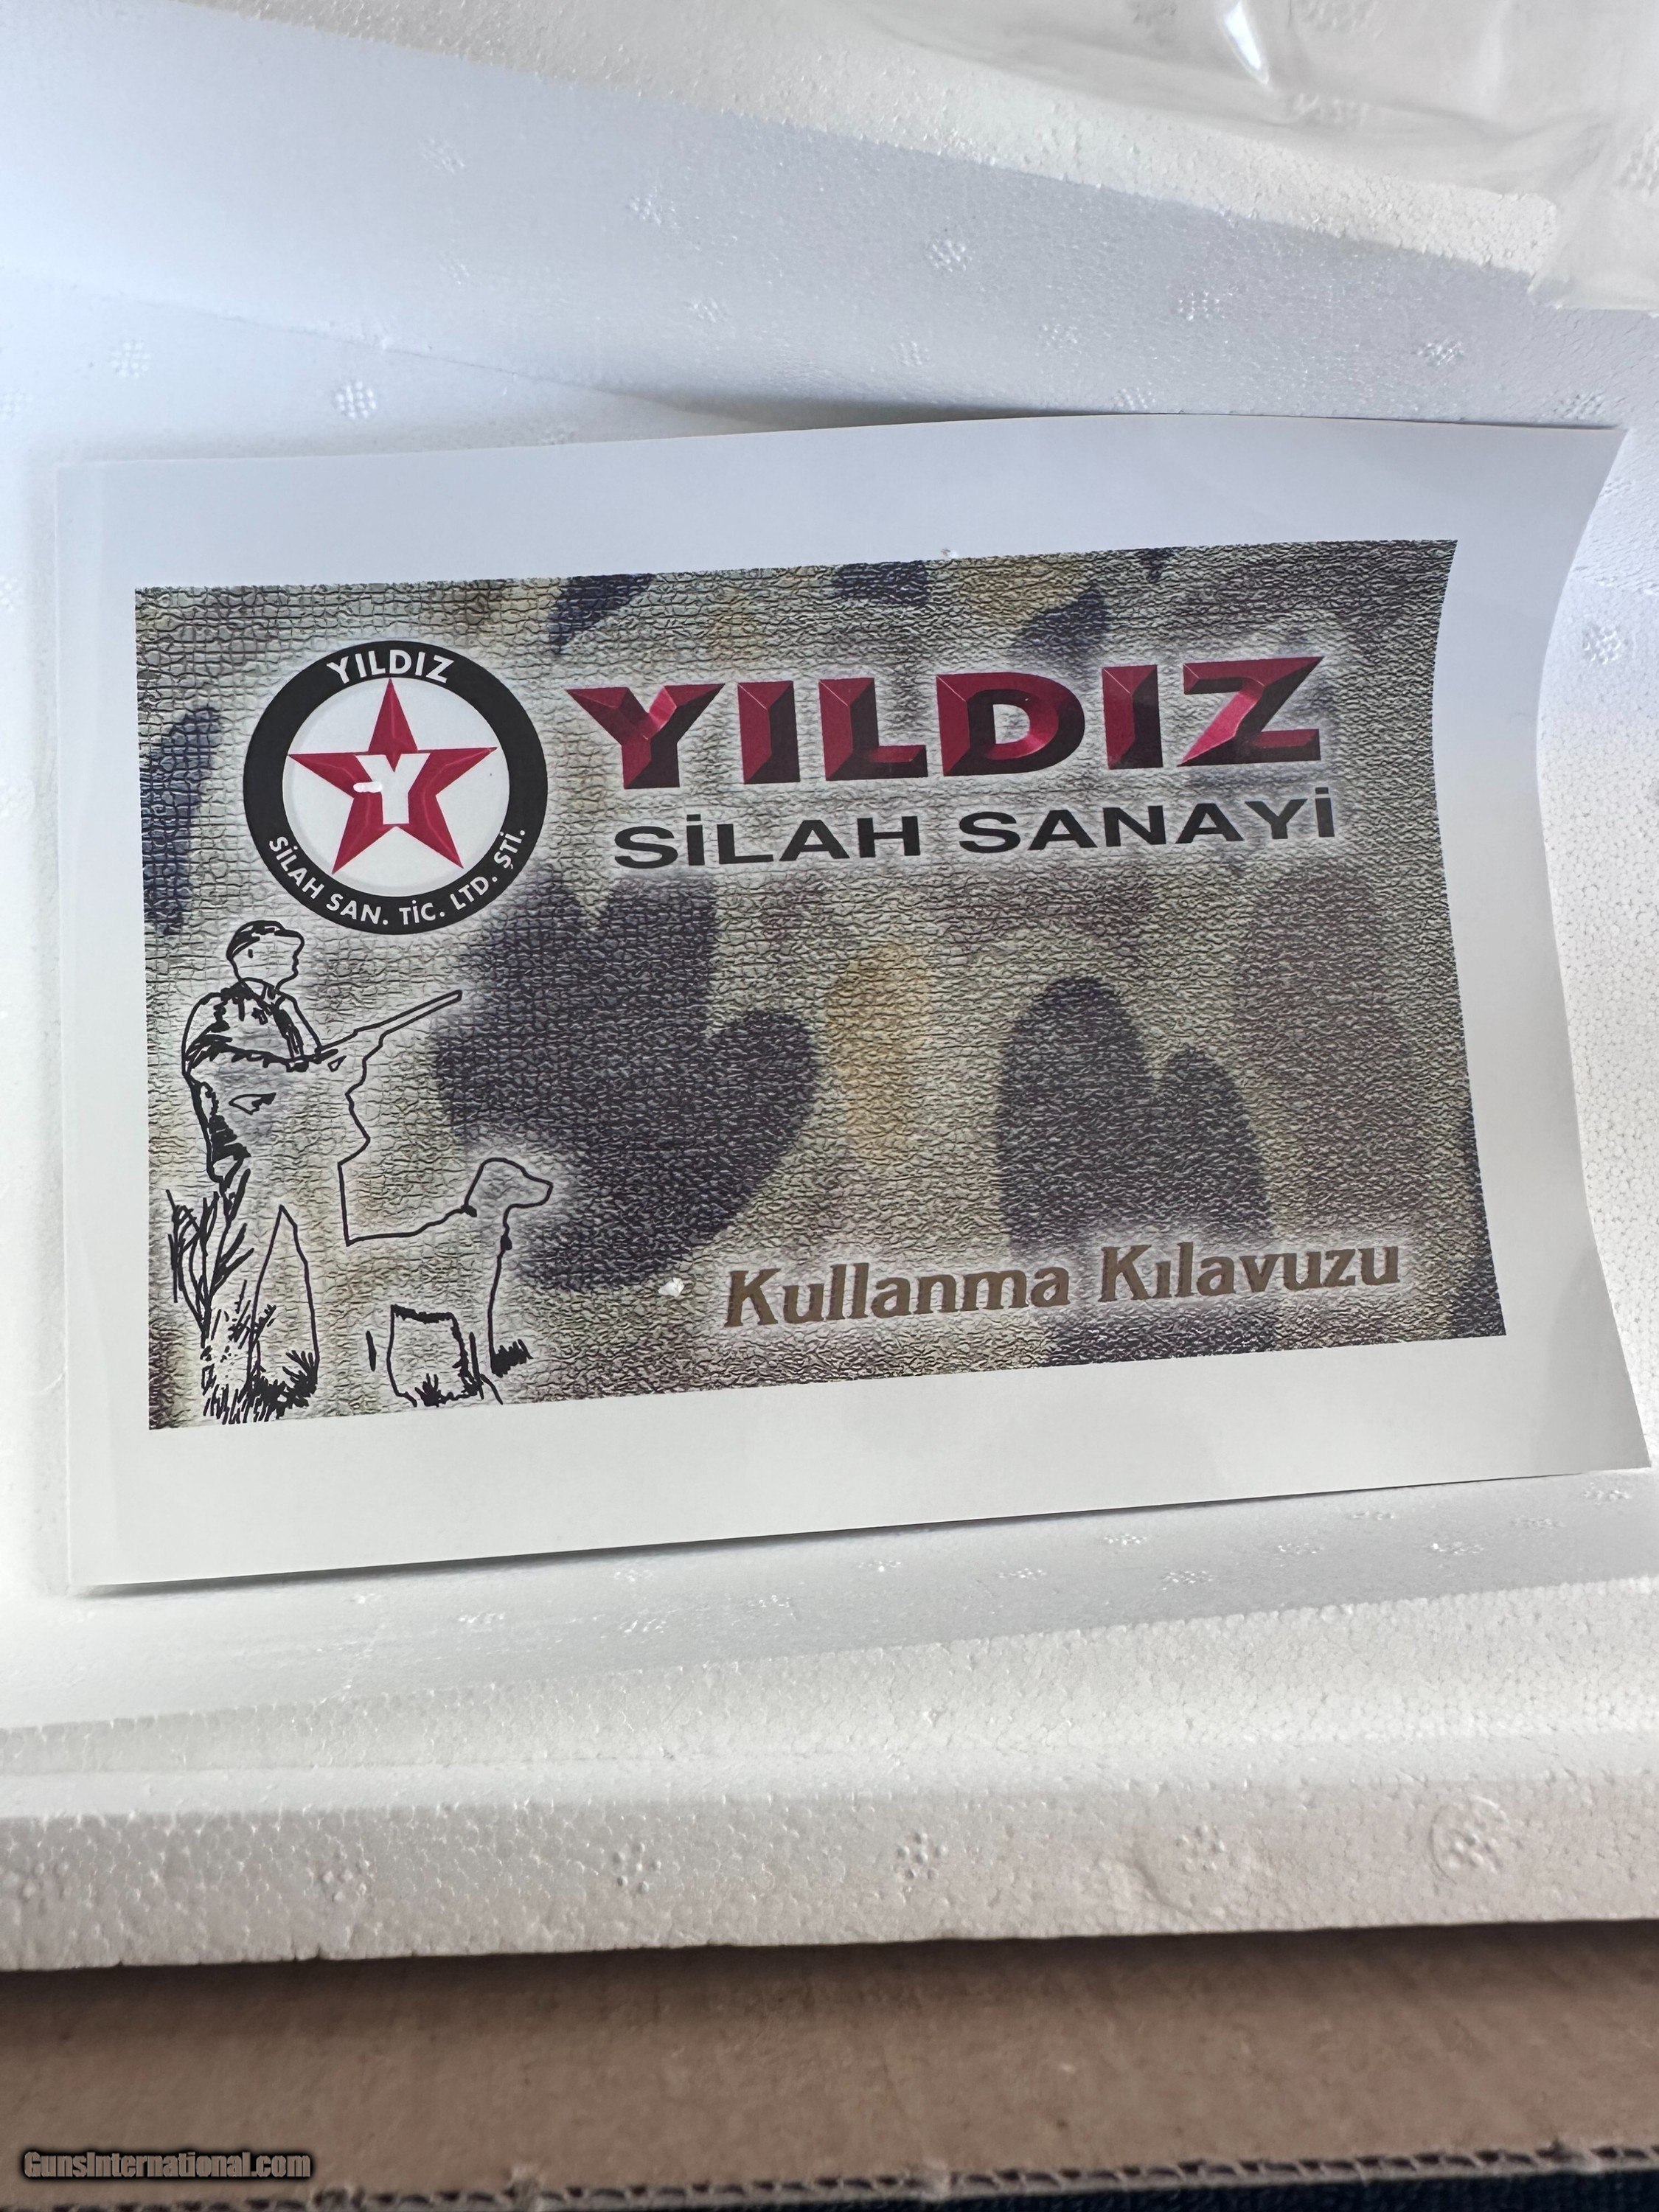 YILDIZ
SİLAH SAN. TİC. LTD. ŞTİ.
Y
YILDIZ
SİLAH SANAYİ
Kullanma Kılavuzu
GunsInternational.com